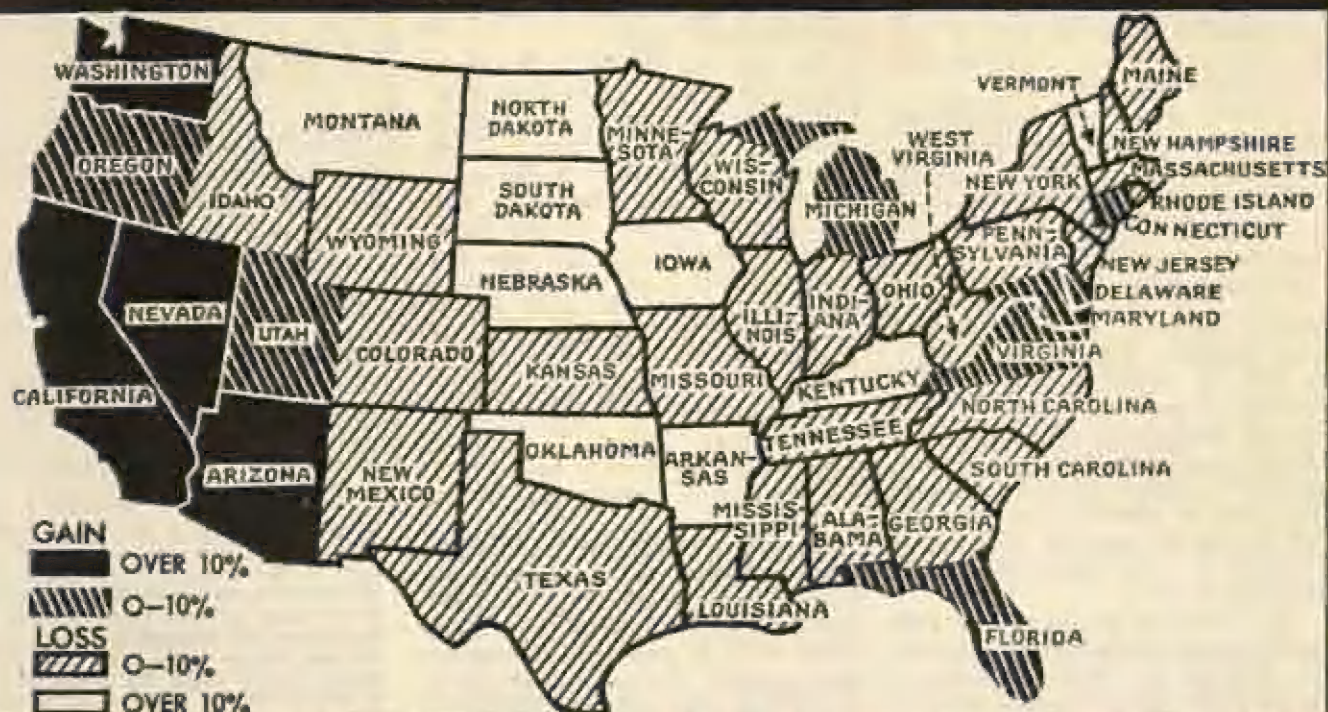 WASHINGTON
OREGON
IDAHO
MONTANA
NORTH
DAKOTA
SOUTH
DAKOTA
WYOMING
NEBRASKA
MINNE-
SOTA
WIS-
CONSIN
IOWA
MICHIGAN
WEST
VIRGINIA
VERMONT
MAINE
NEW HAMPSHIRE
MASSACHUSETTS
RHODE ISLAND
CONNECTICUT
NEW YORK
PENN-
SYLVANIA
NEW JERSEY
DELAWARE
MARYLAND
OHIO
INDI-
ANA
ILLI-
NOIS
VIRGINIA
CALIFORNIA
NEVADA
UTAH
COLORADO
KANSAS
MISSOURI
KENTUCKY
NORTH CAROLINA
TENNESSEE
SOUTH CAROLINA
ARIZONA
NEW
MEXICO
OKLAHOMA
ARKAN-
SAS
MISSIS
SIPPI
ALA-
BAMA
GEORGIA
TEXAS
LOUISIANA
FLORIDA
GAIN
OVER 10%
0–10%
LOSS
0–10%
OVER 10%